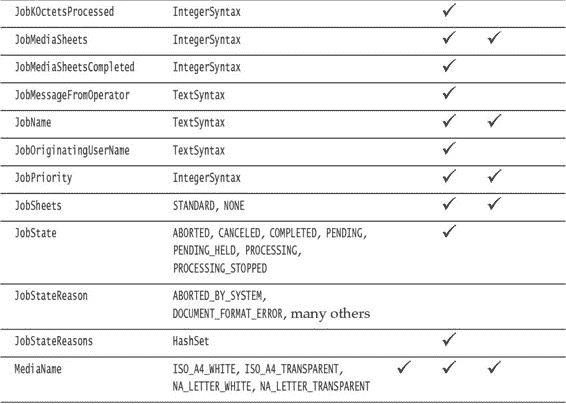 JobKOctetsProcessed IntegerSyntax ✓
JobMediaSheets IntegerSyntax ✓ ✓
JobMediaSheetsCompleted IntegerSyntax ✓
JobMessageFromOperator TextSyntax ✓
JobName TextSyntax ✓ ✓
JobOriginatingUserName TextSyntax ✓
JobPriority IntegerSyntax ✓ ✓
JobSheets STANDARD, NONE ✓ ✓
JobState ABORTED, CANCELED, COMPLETED, PENDING, ✓
PENDING_HELD, PROCESSING,
PROCESSING_STOPPED
JobStateReason ABORTED_BY_SYSTEM,
DOCUMENT_FORMAT_ERROR, many others
JobStateReasons HashSet ✓
MediaName ISO_A4_WHITE, ISO_A4_TRANSPARENT, ✓ ✓ ✓
NA_LETTER_WHITE, NA_LETTER_TRANSPARENT